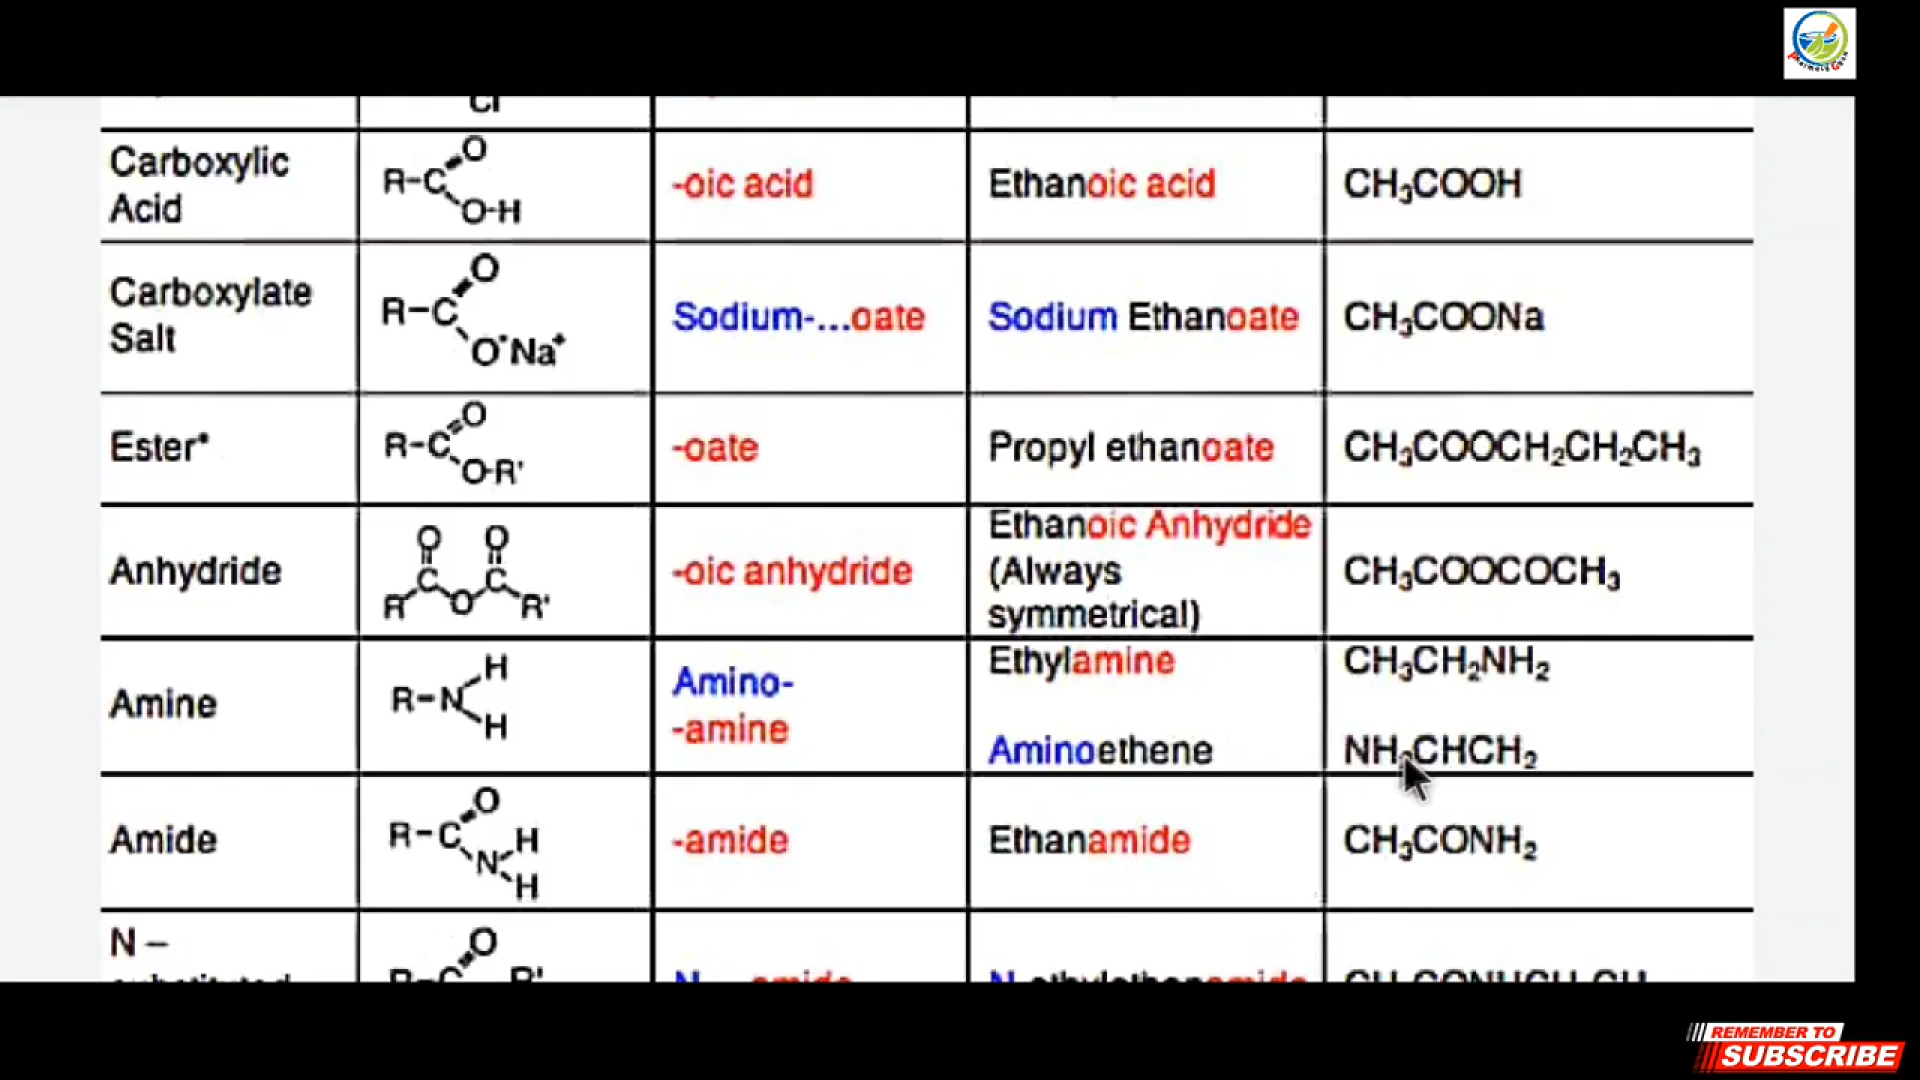 Cl
Carboxylic
Acid
R-C
O
O-H
-oic acid
Ethanoic acid
CH₃COOH
Carboxylate
Salt
R-C
O
O⁻Na⁺
Sodium-...oate
Sodium Ethanoate
CH₃COONa
Ester*
R-C
O
O-R'
-oate
Propyl ethanoate
CH₃COOCH₂CH₂CH₃
Anhydride
O O
C C
R O R'
-oic anhydride
Ethanoic Anhydride
(Always
symmetrical)
CH₃COOCOCH₃
Amine
R-N
H
H
Amino-
-amine
Ethylamine
Aminoethene
CH₃CH₂NH₂
NH₂CHCH₂
Amide
R-C
O
N
H
H
-amide
Ethanamide
CH₃CONH₂
N –
substituted
O
R-C R'
REMEMBER TO
SUBSCRIBE